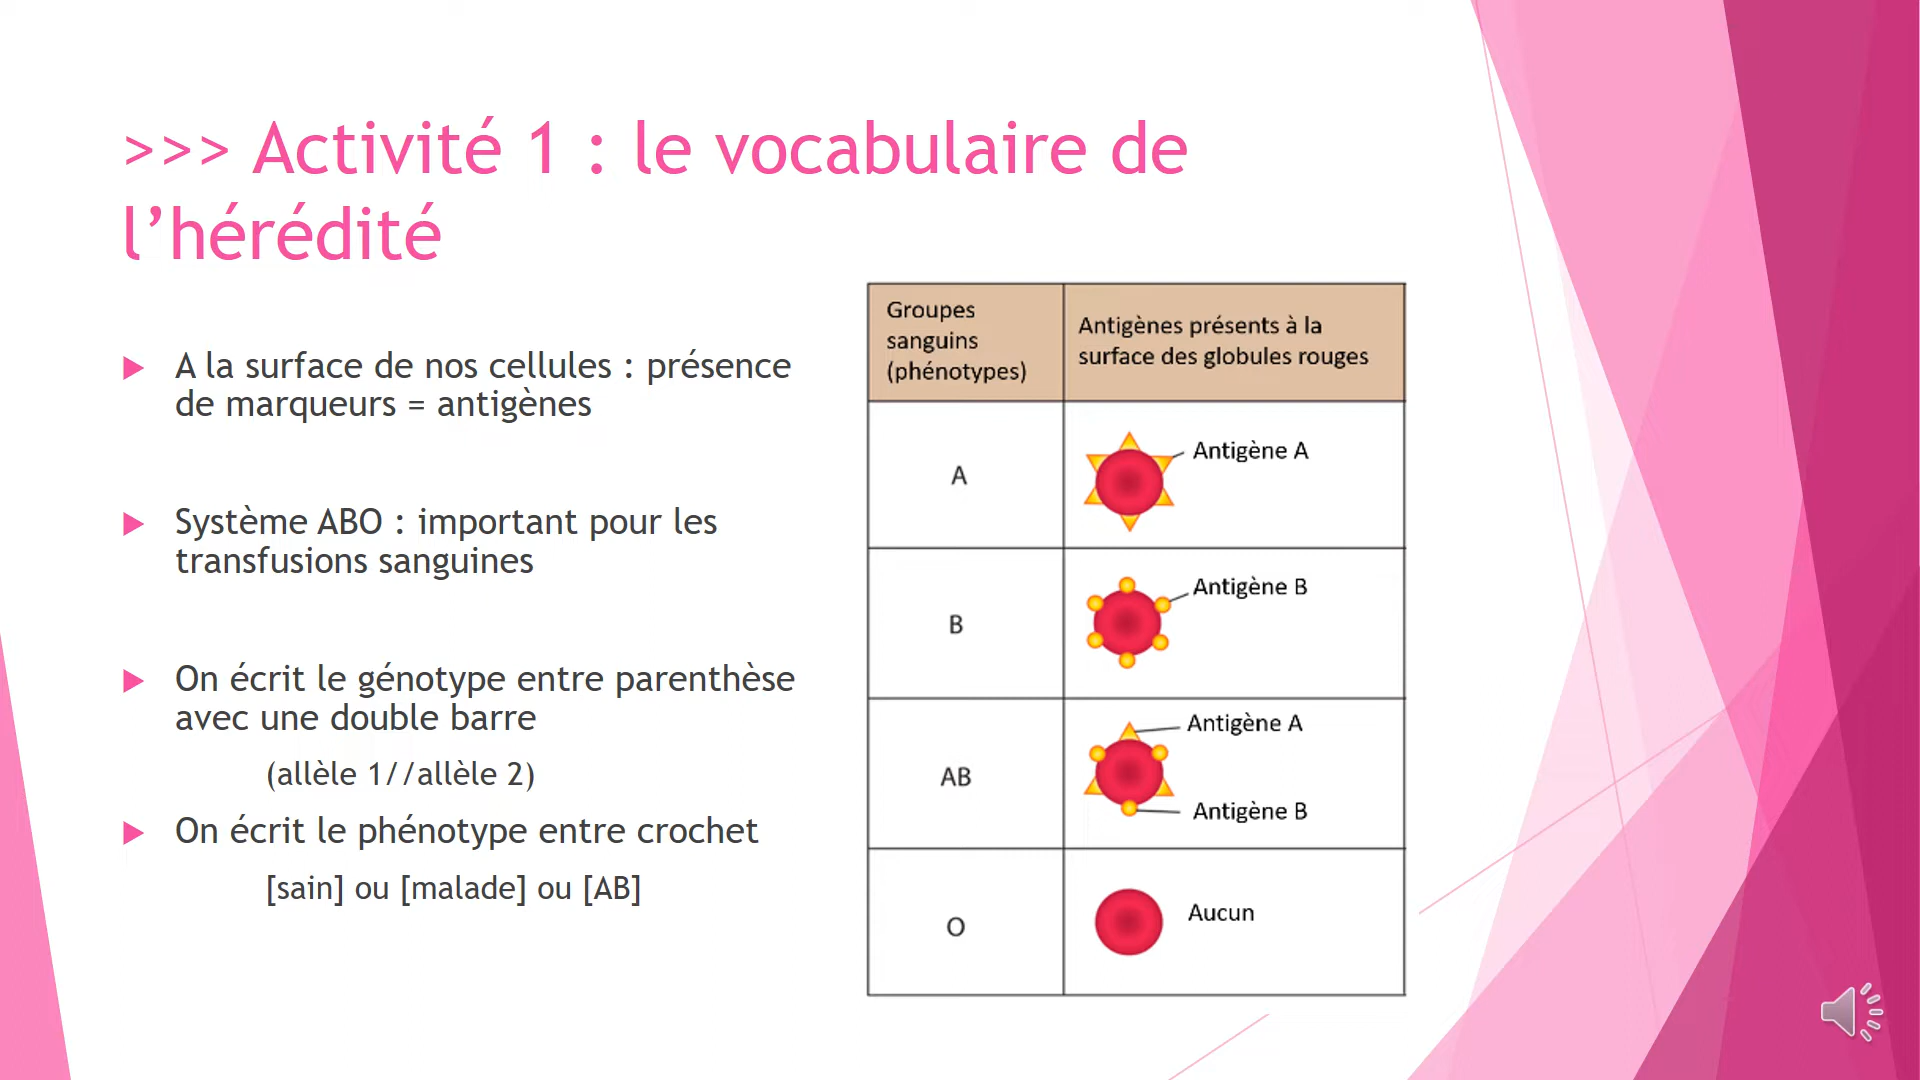 >>> Activité 1 : le vocabulaire de
l’hérédité
A la surface de nos cellules : présence
de marqueurs = antigènes
Système ABO : important pour les
transfusions sanguines
On écrit le génotype entre parenthèse
avec une double barre
(allèle 1//allèle 2)
On écrit le phénotype entre crochet
[sain] ou [malade] ou [AB]
Groupes
sanguins
(phénotypes)
Antigènes présents à la
surface des globules rouges
A
Antigène A
B
Antigène B
AB
Antigène A
Antigène B
O
Aucun